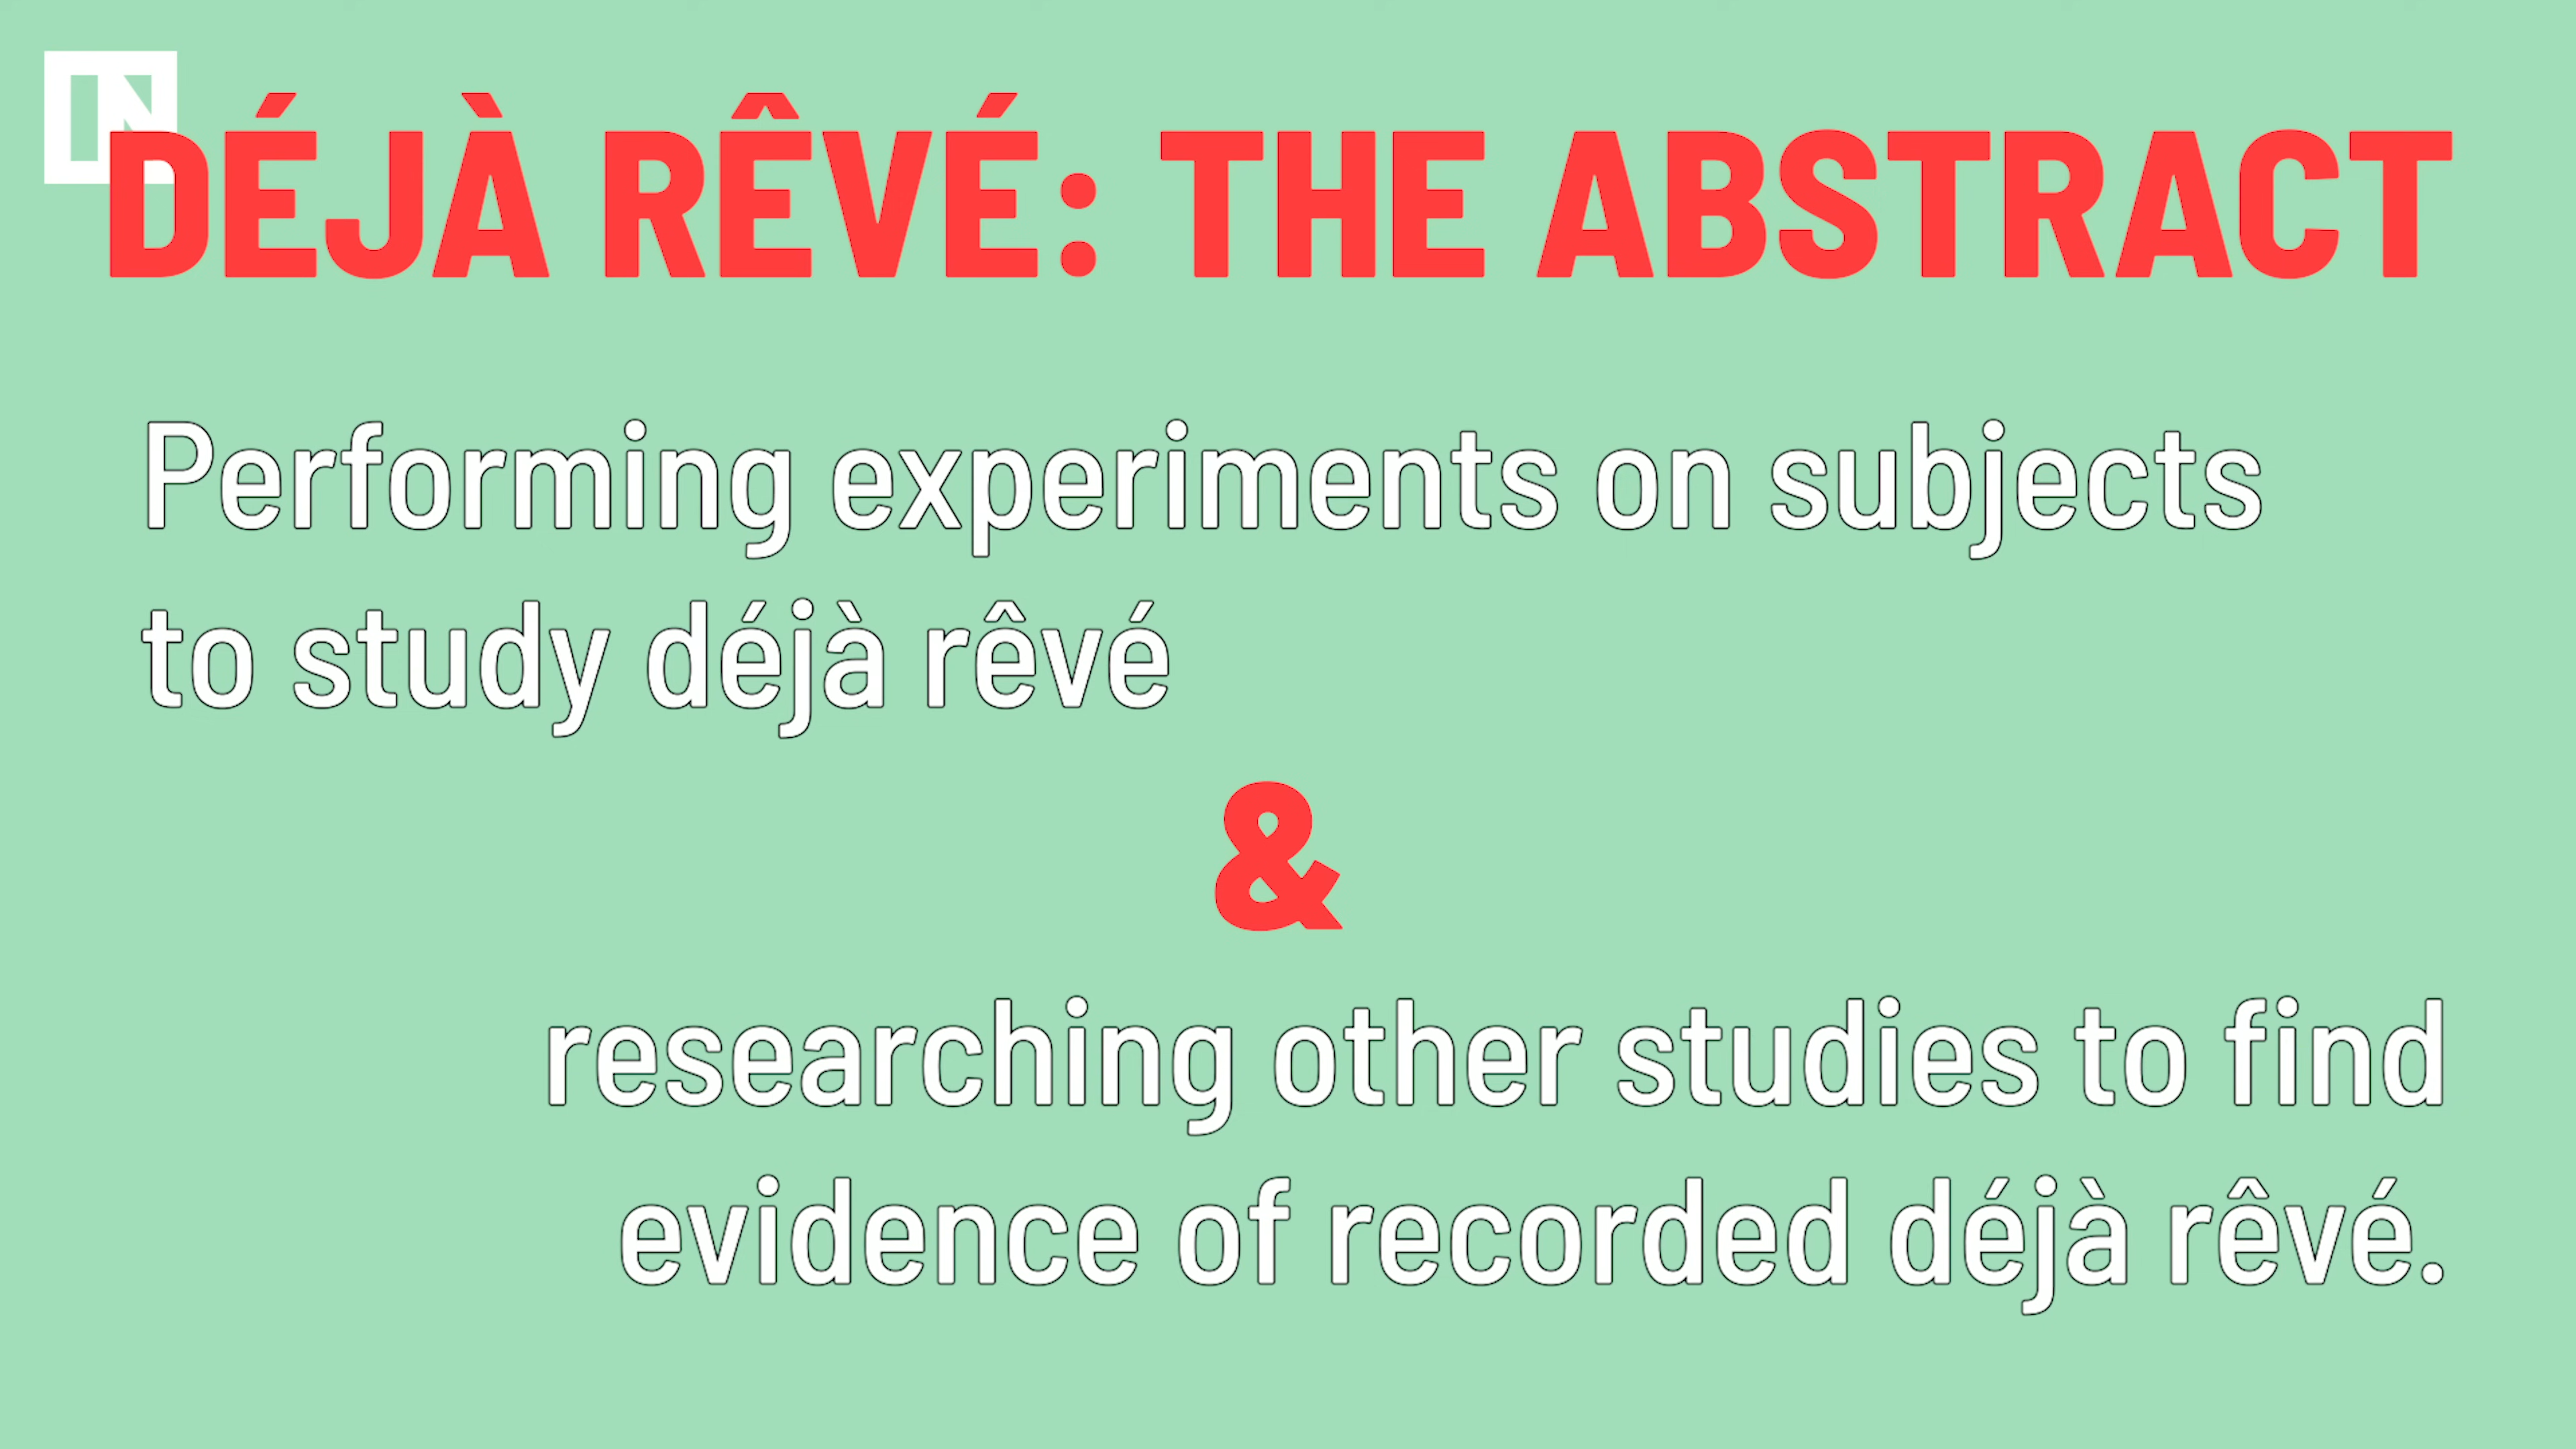 IN
DÉJÀ RÊVÉ: THE ABSTRACT
Performing experiments on subjects
to study déjà rêvé
&
researching other studies to find
evidence of recorded déjà rêvé.